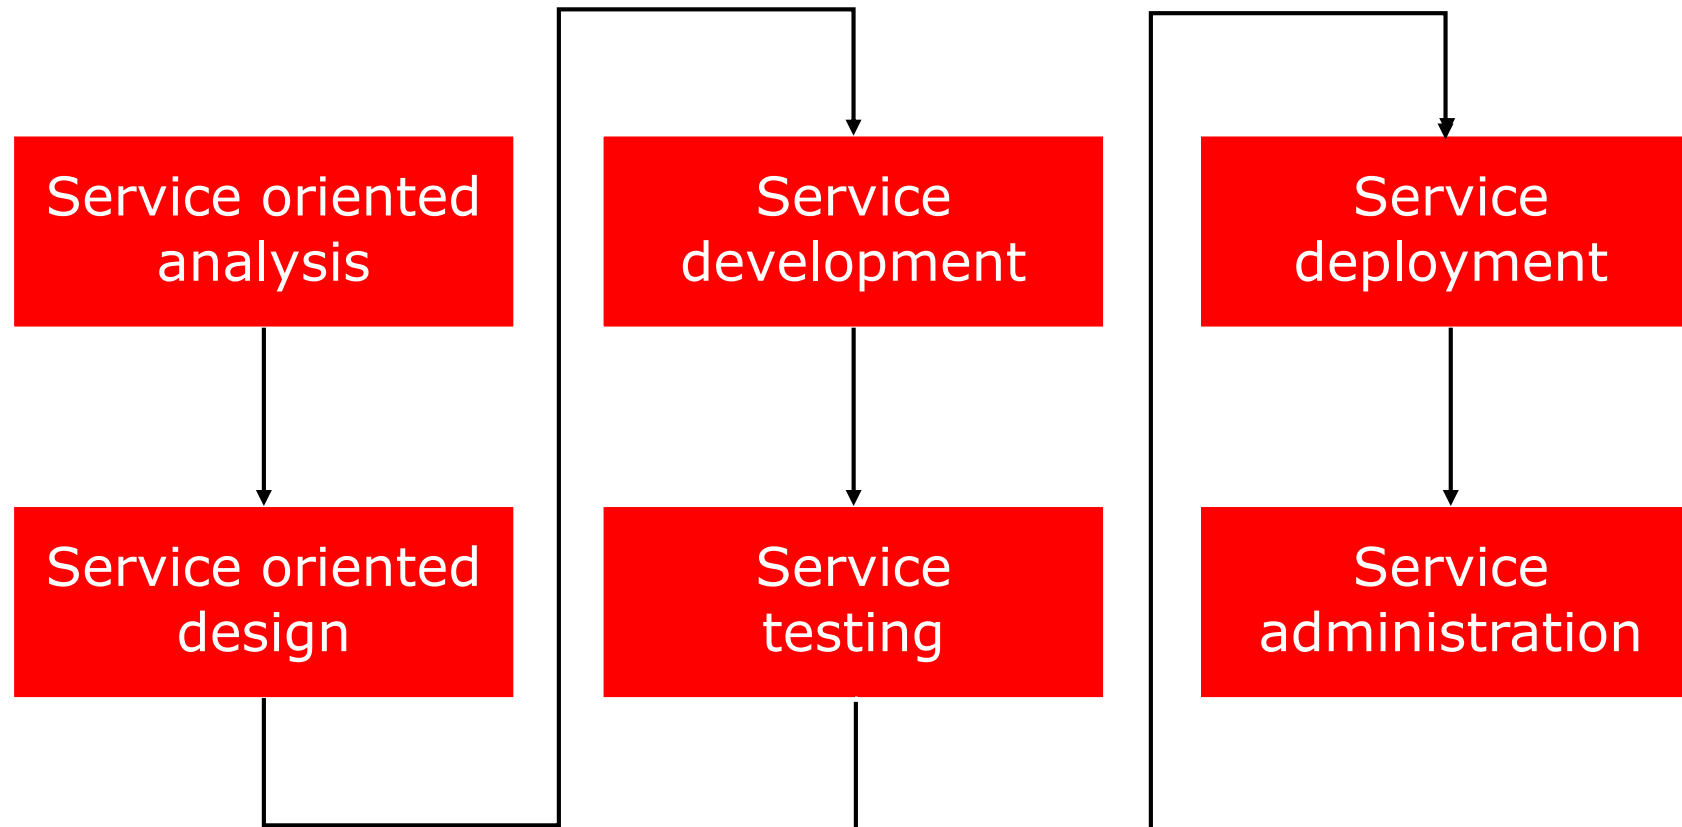 Service oriented
analysis
Service oriented
design
Service
development
Service
testing
Service
deployment
Service
administration